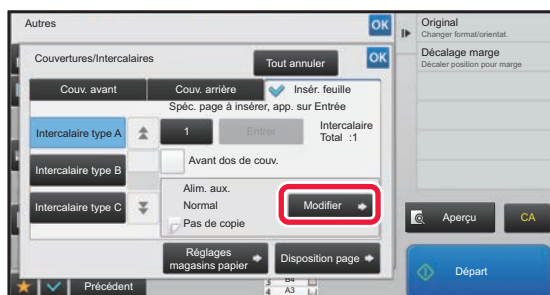 Autres
OK
Original
Changer format/orientat.
Décalage marge
Décaler position pour marge
Couvertures/Intercalaires
Tout annuler
OK
Couv. avant
Couv. arrière
Insér. feuille
Spéc. page à insérer, app. sur Entrée
Intercalaire type A
1
Entrer
Intercalaire
Total :1
Intercalaire type B
Avant dos de couv.
Intercalaire type C
Alim. aux.
Normal
Pas de copie
Modifier
Aperçu
CA
Réglages
magasins papier
Disposition page
Départ
Précédent
3 B4
4 A3